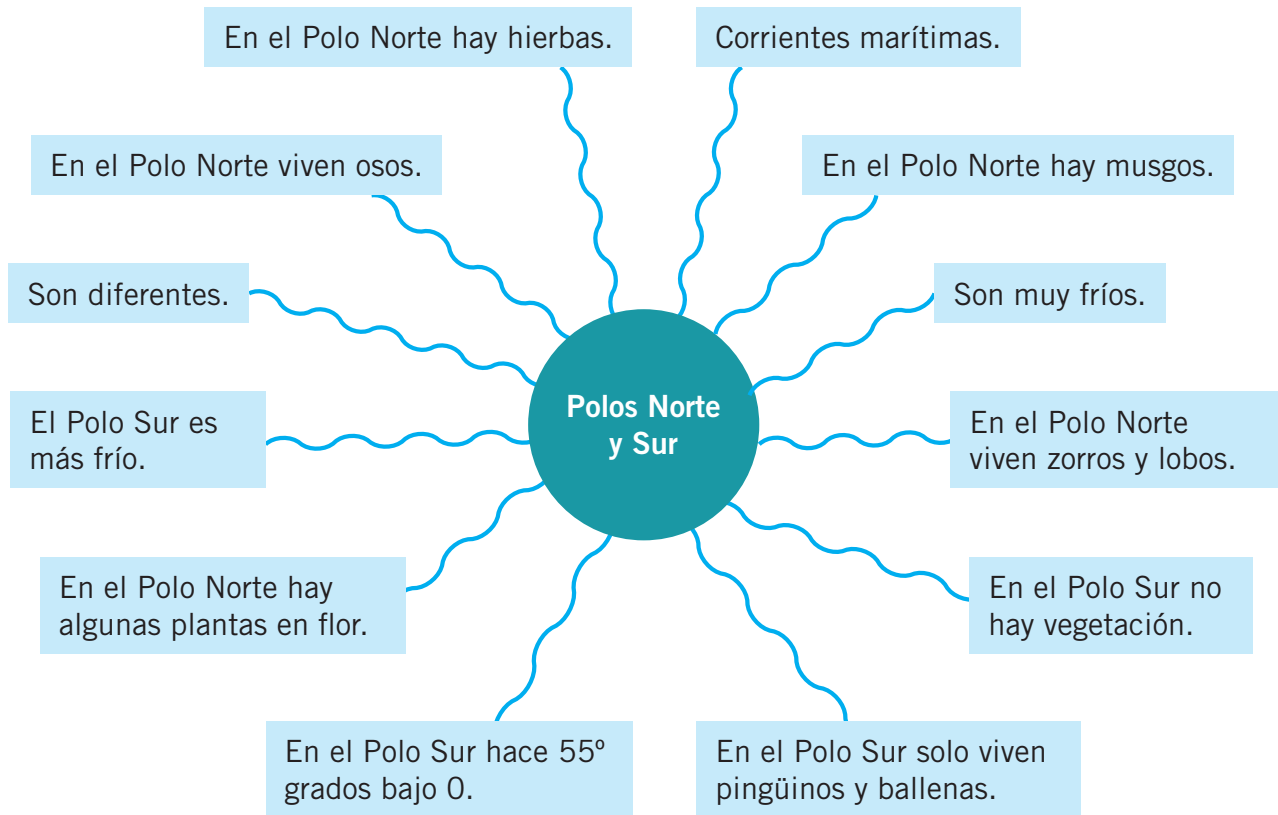 En el Polo Norte hay hierbas.
Corrientes marítimas.
En el Polo Norte viven osos.
En el Polo Norte hay musgos.
Son diferentes.
Son muy fríos.
Polos Norte
y Sur
El Polo Sur es
más frío.
En el Polo Norte
viven zorros y lobos.
En el Polo Norte hay
algunas plantas en flor.
En el Polo Sur no
hay vegetación.
En el Polo Sur hace 55º
grados bajo 0.
En el Polo Sur solo viven
pingüinos y ballenas.